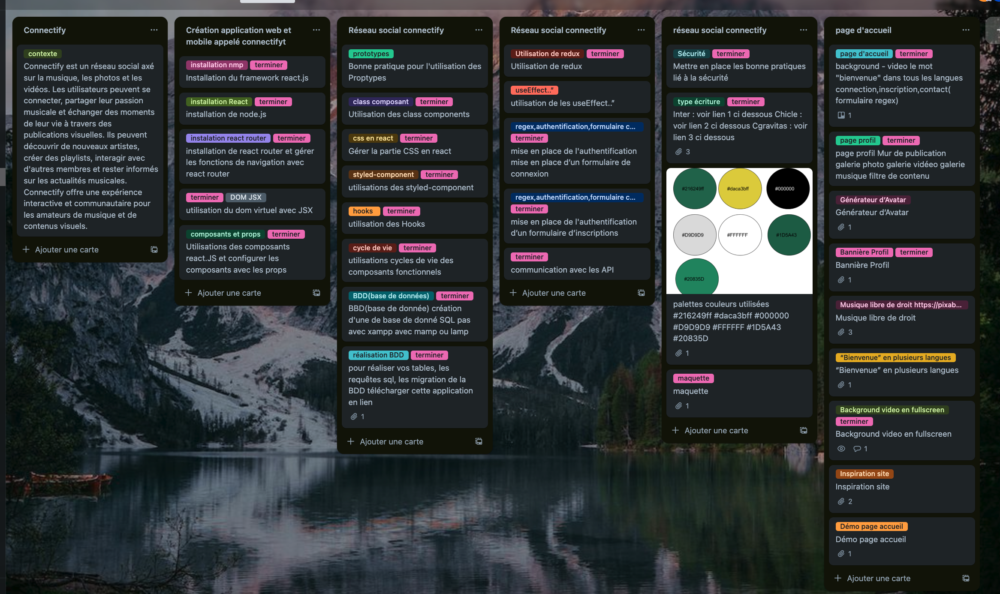 Connectify
contexte
Connectify est un réseau social axé
sur la musique, les photos et les
vidéos. Les utilisateurs peuvent se
connecter, partager leur passion
musicale et échanger des moments
de leur vie à travers des
publications visuelles. Ils peuvent
découvrir de nouveaux artistes,
créer des playlists, interagir avec
d'autres membres et rester informés
sur les actualités musicales.
Connectify offre une expérience
interactive et communautaire pour
les amateurs de musique et de
contenus visuels.
Ajouter une carte
Création application web et
mobile appelé connectifyt
installation nmp terminer
Installation du framework react.js
installation React terminer
installation de node.js
instalation react router terminer
installation de react router et gérer
les fonctions de navigation avec
react router
terminer DOM JSX
utilisation du dom virtuel avec JSX
composants et props terminer
Utilisations des composants
react.JS et configurer les
composants avec les props
Ajouter une carte
Réseau social connectify
prototypes
Bonne pratique pour l'utilisation des
Proptypes
class composant terminer
Utilisation des class components
css en react terminer
Gérer la partie CSS en react
styled-component terminer
utilisations des styled-component
hooks terminer
utilisation des Hooks
cycle de vie terminer
utilisations cycles de vie des
composants fonctionnels
BDD(base de données) terminer
BBD(base de donnée) création
d'une de base de donné SQL pas
avec xampp avec mamp ou lamp
réalisation BDD terminer
pour réaliser vos tables, les
requêtes sql, les migration de la
BDD télécharger cette application
en lien
1
Ajouter une carte
Réseau social connectify
Utilisation de redux terminer
Utilisation de redux
useEffect..”
utilisation de les useEffect..”
regex,authentification,formulaire c...
terminer
mise en place de l'authentification
mise en place d’un formulaire de
connexion
regex,authentification,formulaire c...
terminer
mise en place de l'authentification
d’un formulaire d’inscriptions
terminer
communication avec les API
Ajouter une carte
réseau social connectify
Sécurité terminer
Mettre en place les bonne pratiques
lié à la sécurité
type écriture terminer
Inter : voir lien 1 ci dessous Chicle :
voir lien 2 ci dessous Cgravitas : voir
lien 3 ci dessous
3
#216249ff #daca3bff #000000
#D9D9D9 #FFFFFF #1D5A43
#20835D
palettes couleurs utilisées
#216249ff #daca3bff #000000
#D9D9D9 #FFFFFF #1D5A43
#20835D
1
maquette
maquette
1
Ajouter une carte
page d'accueil
page d'accueil terminer
background - video le mot
"bienvenue" dans tous les langues
connection,inscription,contact(
formulaire regex)
1
page profil terminer
page profil Mur de publication
galerie photo galerie vidéeo galerie
musique filtre de contenu
Générateur d’Avatar
Générateur d’Avatar
1
Bannière Profil terminer
Bannière Profil
1
Musique libre de droit https://pixab...
Musique libre de droit
3
“Bienvenue” en plusieurs langues
“Bienvenue” en plusieurs langues
1
Background video en fullscreen
terminer
Background video en fullscreen
1
Inspiration site
Inspiration site
2
Démo page accueil
Démo page accueil
1
Ajouter une carte